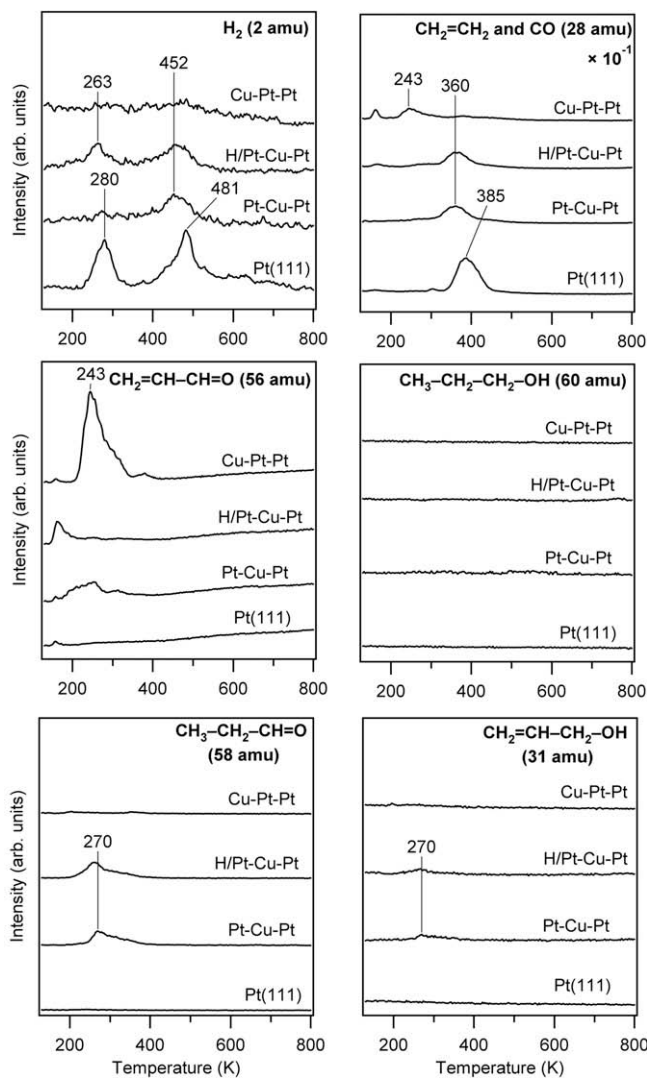 H₂ (2 amu)
263
452
Cu-Pt-Pt
H/Pt-Cu-Pt
280
481
Pt-Cu-Pt
Pt(111)
200 400 600 800
Intensity (arb. units)
CH₂=CH₂ and CO (28 amu)
× 10⁻¹
243
360
Cu-Pt-Pt
H/Pt-Cu-Pt
Pt-Cu-Pt
385
Pt(111)
200 400 600 800
243
CH₂=CH–CH=O (56 amu)
Cu-Pt-Pt
H/Pt-Cu-Pt
Pt-Cu-Pt
Pt(111)
200 400 600 800
Intensity (arb. units)
CH₃–CH₂–CH₂–OH (60 amu)
Cu-Pt-Pt
H/Pt-Cu-Pt
Pt-Cu-Pt
Pt(111)
200 400 600 800
CH₃–CH₂–CH=O
(58 amu)
Cu-Pt-Pt
270
H/Pt-Cu-Pt
Pt-Cu-Pt
Pt(111)
200 400 600 800
Temperature (K)
Intensity (arb. units)
CH₂=CH–CH₂–OH
(31 amu)
Cu-Pt-Pt
270
H/Pt-Cu-Pt
Pt-Cu-Pt
Pt(111)
200 400 600 800
Temperature (K)